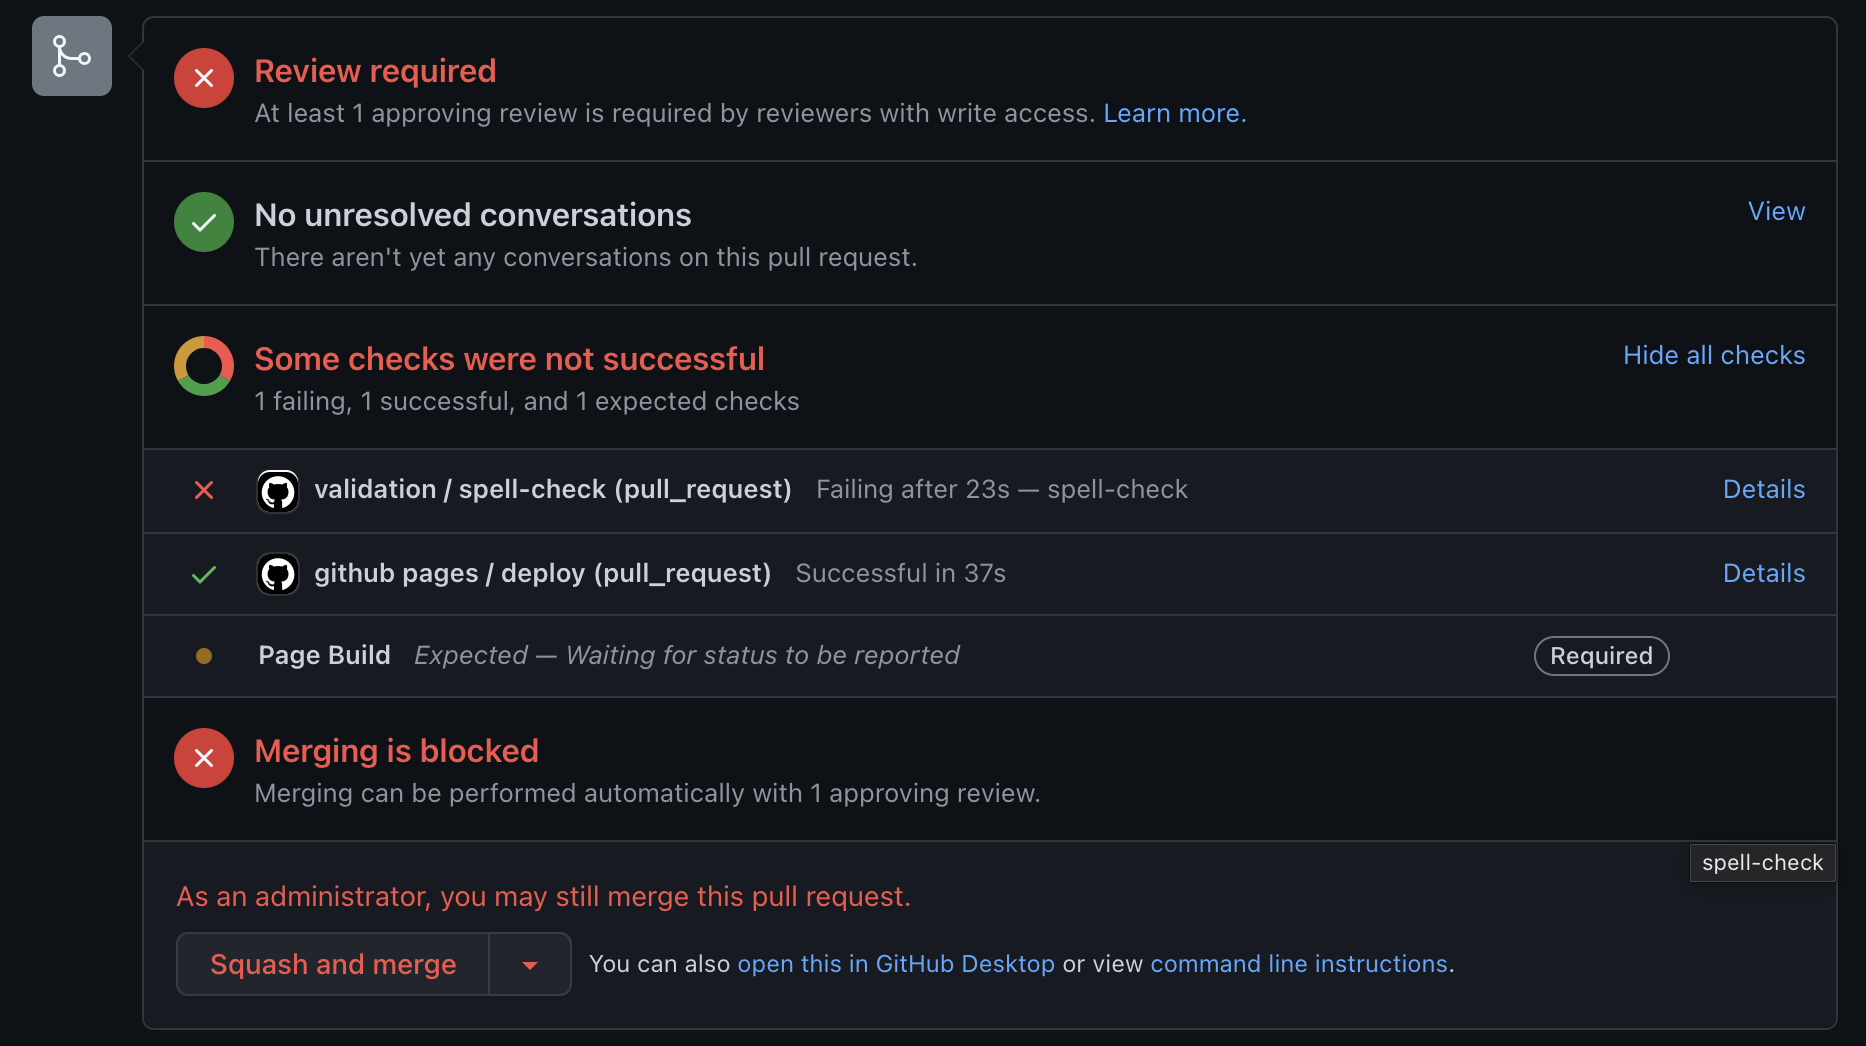 Review required
At least 1 approving review is required by reviewers with write access. Learn more.
No unresolved conversations
View
There aren't yet any conversations on this pull request.
Some checks were not successful
Hide all checks
1 failing, 1 successful, and 1 expected checks
validation / spell-check (pull_request) Failing after 23s — spell-check Details
github pages / deploy (pull_request) Successful in 37s Details
Page Build Expected — Waiting for status to be reported Required
Merging is blocked
Merging can be performed automatically with 1 approving review.
spell-check
As an administrator, you may still merge this pull request.
Squash and merge You can also open this in GitHub Desktop or view command line instructions.